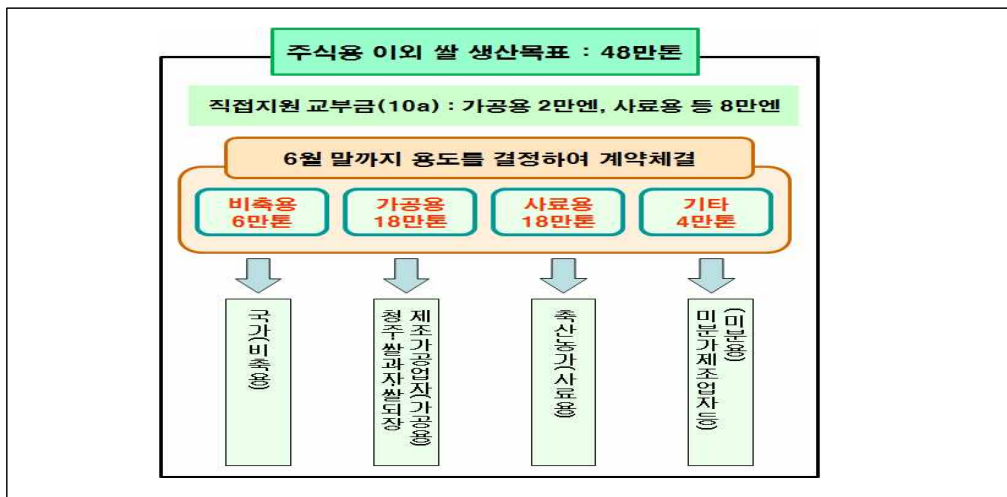 주식용 이외 쌀 생산목표 : 48만톤
직접지원 교부금(10a) : 가공용 2만엔, 사료용 등 8만엔
6월 말까지 용도를 결정하여 계약체결
비축용
6만톤
가공용
18만톤
사료용
18만톤
기타
4만톤
국가(비축용)
제조가공업자(가공용)
청주쌀과자쌀된장
축산농가(사료용)
(미분용)
미분가제조업자등)